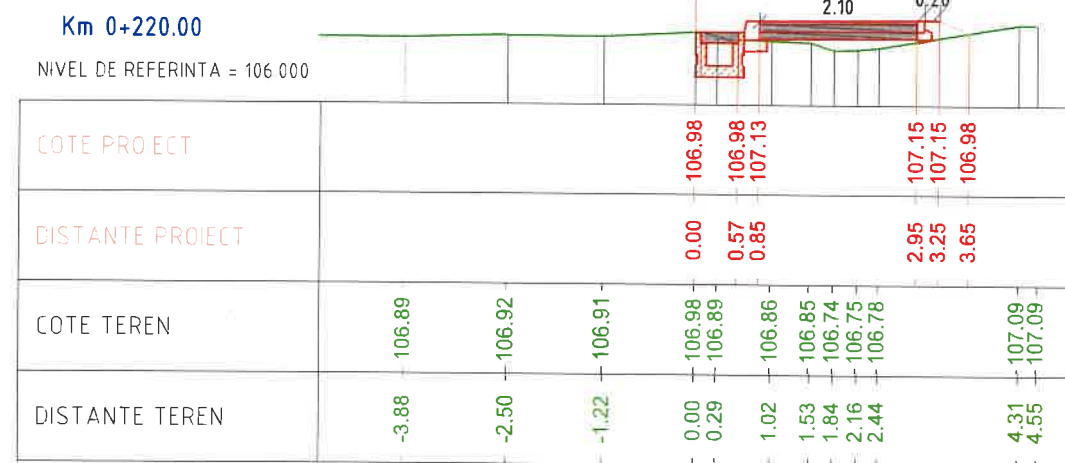 2.10
0.20
Km 0+220.00
NIVEL DE REFERINTA = 106.000
COTE PROIECT 106.98 106.98 107.13 107.15 107.15 106.98
DISTANTE PROIECT 0.00 0.57 0.85 2.95 3.25 3.65
COTE TEREN 106.89 106.92 106.91 106.98 106.89 106.86 106.85 106.74 106.75 106.78 107.09 107.09
DISTANTE TEREN -3.88 -2.50 -1.22 0.00 0.29 1.02 1.53 1.84 2.16 2.44 4.31 4.55